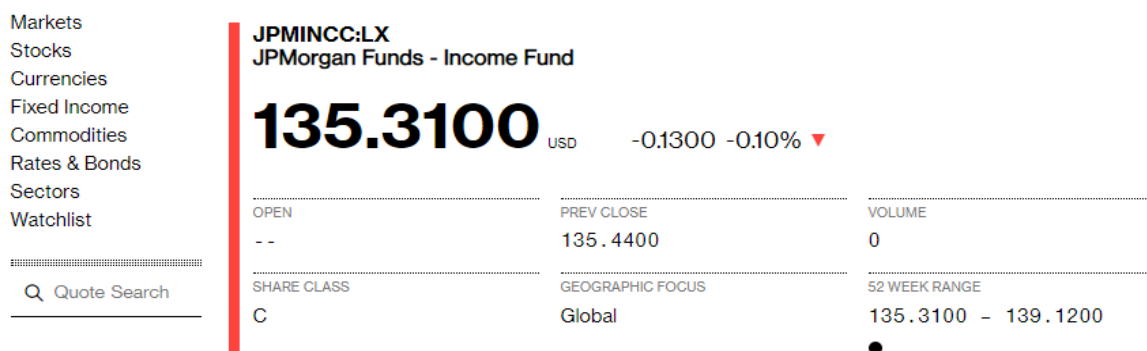 Markets
Stocks
Currencies
Fixed Income
Commodities
Rates & Bonds
Sectors
Watchlist
Quote Search
JPMINCC:LX
JPMorgan Funds - Income Fund
135.3100 USD -0.1300 -0.10% ▼
OPEN PREV CLOSE VOLUME
-- 135.4400 0
SHARE CLASS GEOGRAPHIC FOCUS 52 WEEK RANGE
C Global 135.3100 - 139.1200